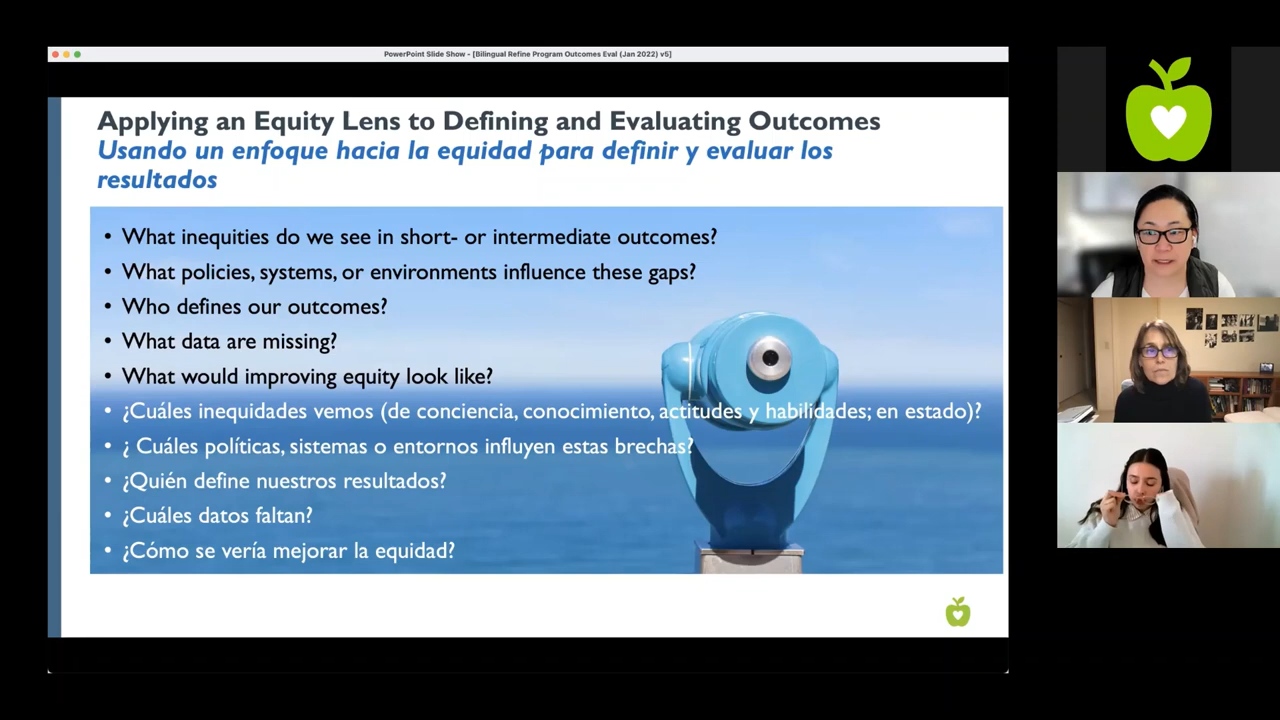 PowerPoint Slide Show - [Bilingual Refine Program Outcomes Eval (Jan 2022) v5]
Applying an Equity Lens to Defining and Evaluating Outcomes
Usando un enfoque hacia la equidad para definir y evaluar los
resultados
• What inequities do we see in short- or intermediate outcomes?
• What policies, systems, or environments influence these gaps?
• Who defines our outcomes?
• What data are missing?
• What would improving equity look like?
• ¿Cuáles inequidades vemos (de conciencia, conocimiento, actitudes y habilidades; en estado)?
• ¿ Cuáles políticas, sistemas o entornos influyen estas brechas?
• ¿Quién define nuestros resultados?
• ¿Cuáles datos faltan?
• ¿Cómo se vería mejorar la equidad?